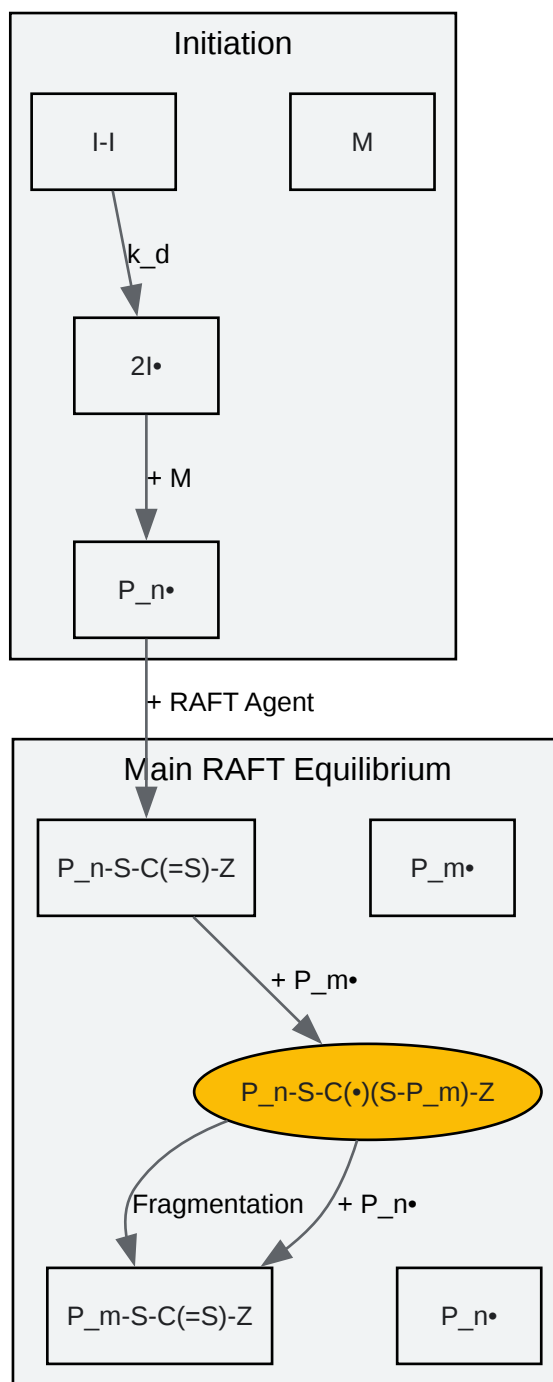 Initiation
I-I
M
k_d
2I•
+ M
P_n•
+ RAFT Agent
Main RAFT Equilibrium
P_n-S-C(=S)-Z
P_m•
+ P_m•
P_n-S-C(•)(S-P_m)-Z
Fragmentation
+ P_n•
P_m-S-C(=S)-Z
P_n•